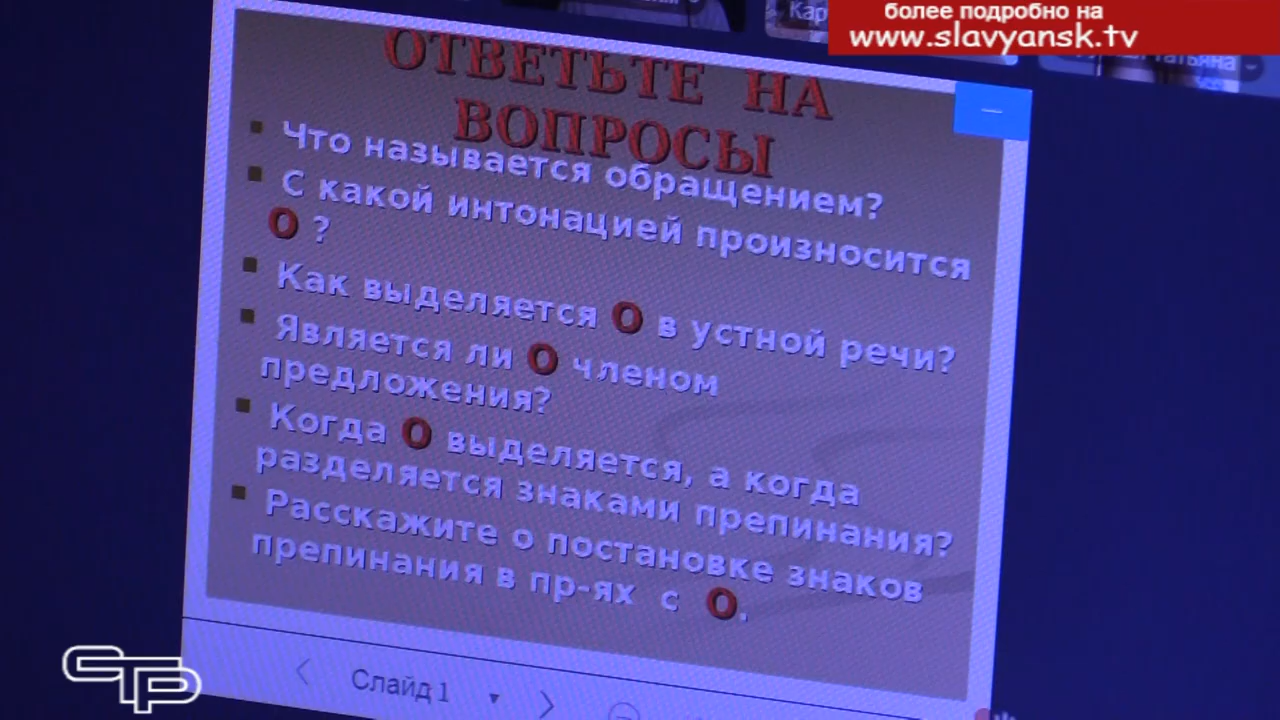 более подробно на
www.slavyansk.tv
ОТВЕТЬТЕ НА
ВОПРОСЫ
Что называется обращением?
С какой интонацией произносится
О ?
Как выделяется О в устной речи?
Является ли О членом
предложения?
Когда О выделяется, а когда
разделяется знаками препинания?
Расскажите о постановке знаков
препинания в пр-ях с О.
Слайд 1
СТР